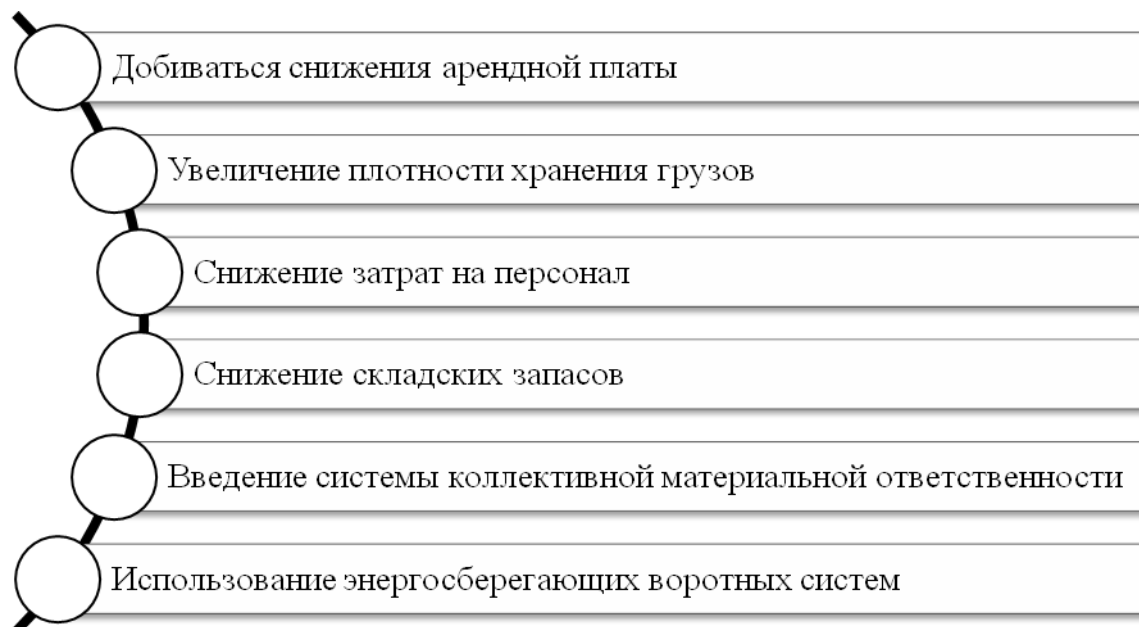 Добиваться снижения арендной платы
Увеличение плотности хранения грузов
Снижение затрат на персонал
Снижение складских запасов
Введение системы коллективной материальной ответственности
Использование энергосберегающих воротных систем